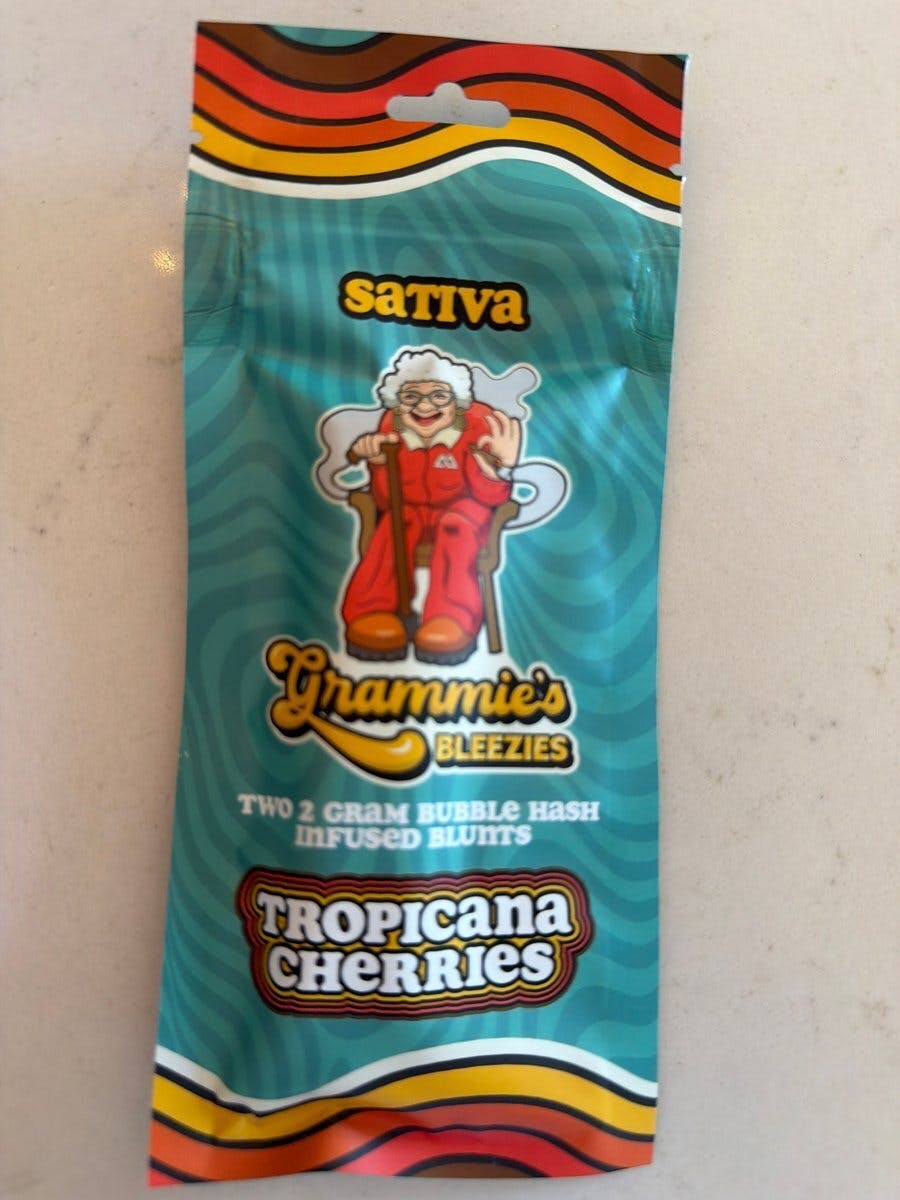 SATIVA
Grammie's
BLEEZIES
TWO 2 GRAM BUBBLE HASH
INFUSED BLUNTS
TROPICANA
CHERRIES